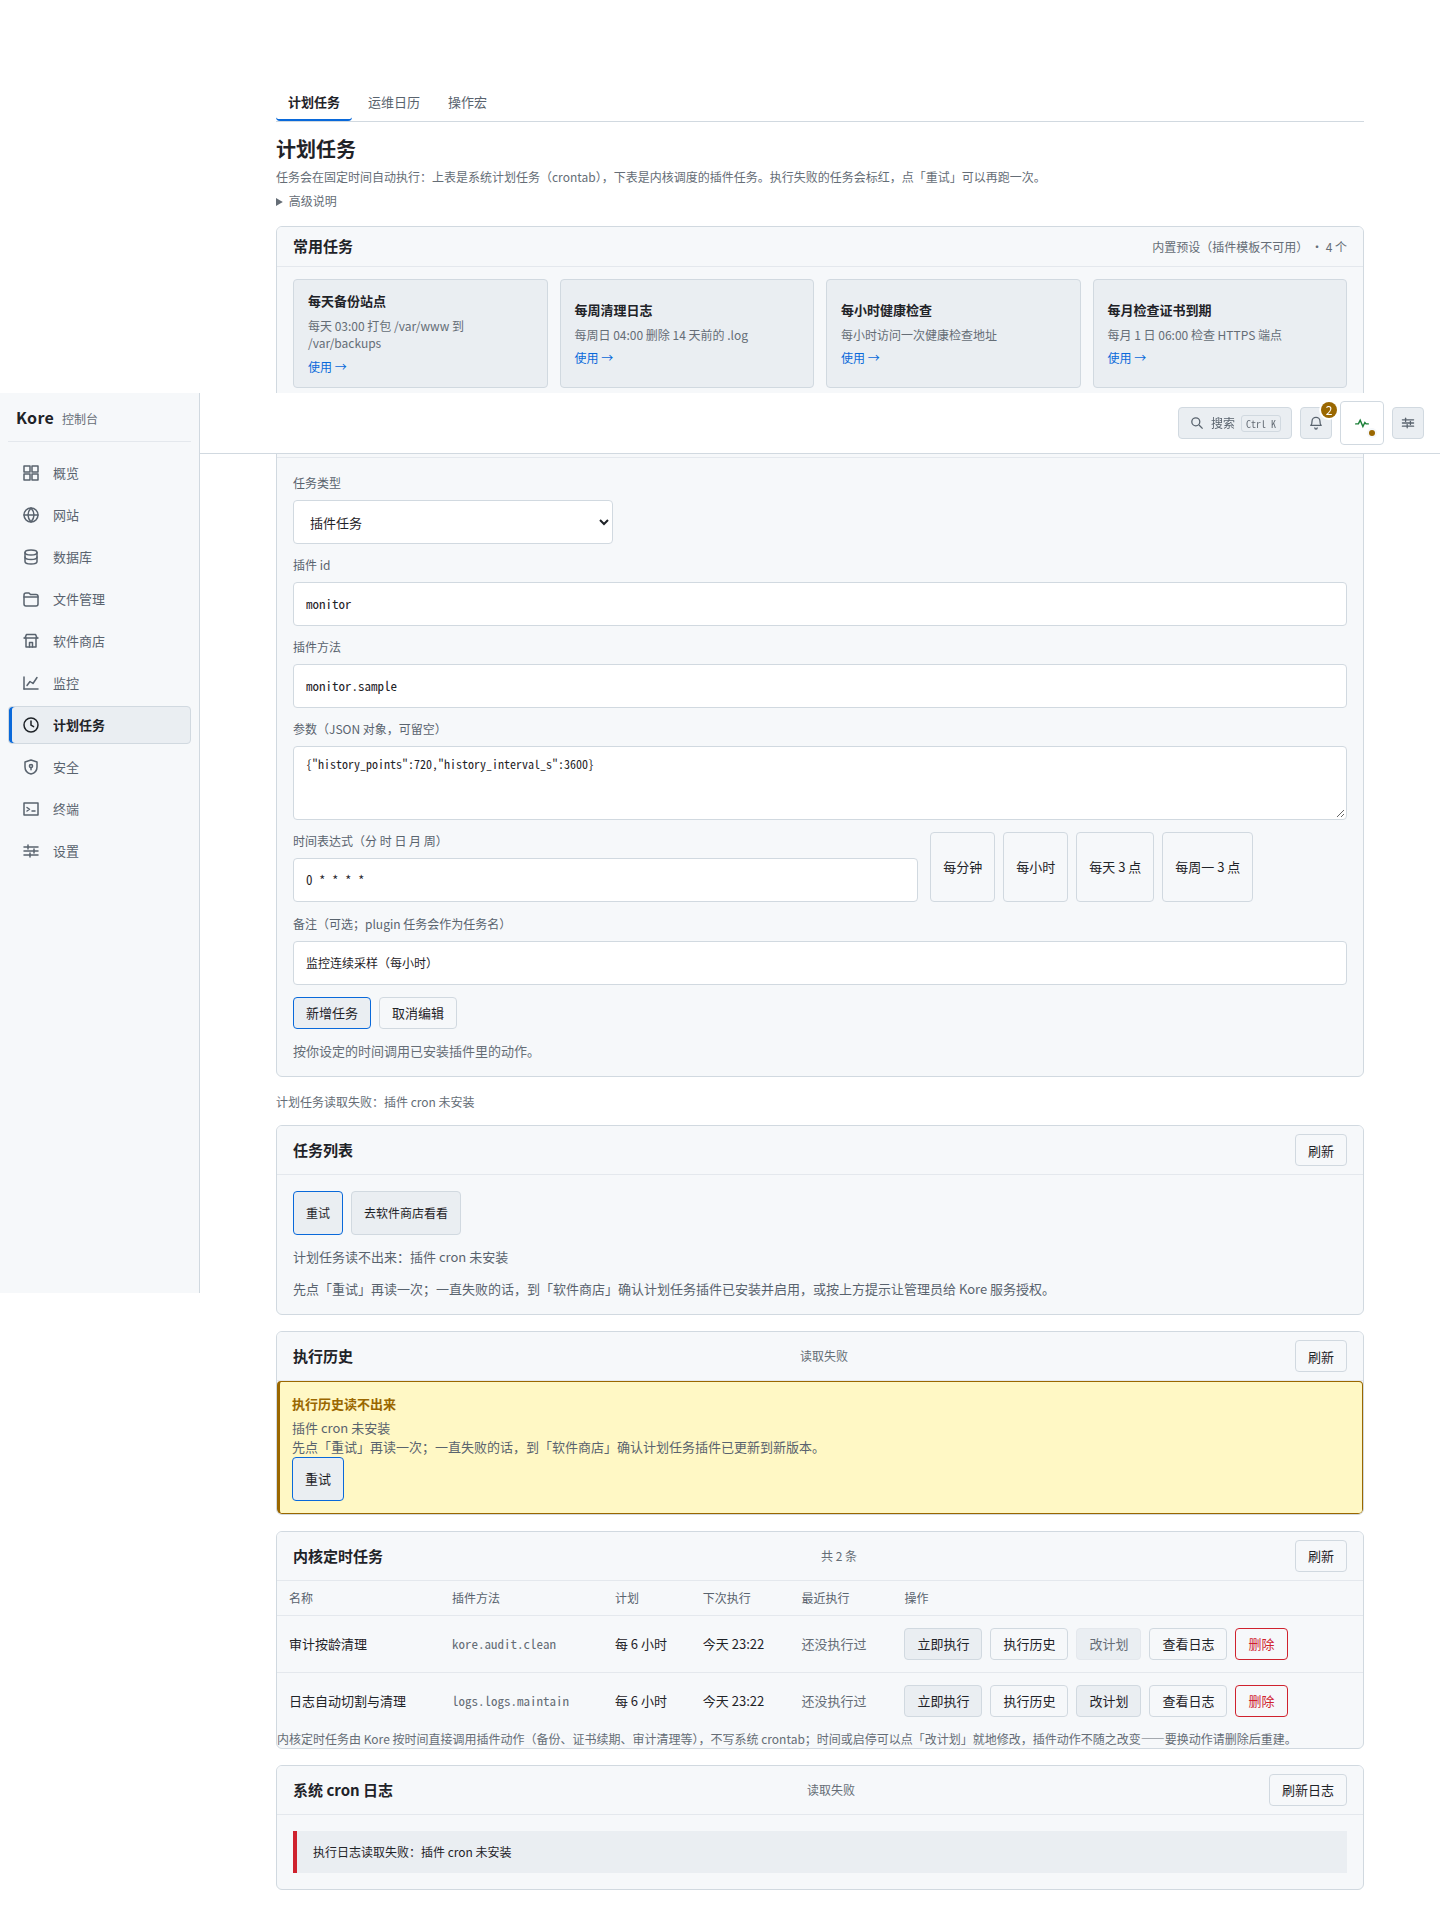 计划任务 运维日历 操作宏
计划任务
任务会在固定时间自动执行：上表是系统计划任务（crontab），下表是内核调度的插件任务。执行失败的任务会标红，点「重试」可以再跑一次。
高级说明
常用任务 内置预设（插件模板不可用） · 4 个
每天备份站点
每天 03:00 打包 /var/www 到
/var/backups
使用 →
每周清理日志
每周日 04:00 删除 14 天前的 .log
使用 →
每小时健康检查
每小时访问一次健康检查地址
使用 →
每月检查证书到期
每月 1 日 06:00 检查 HTTPS 端点
使用 →
Kore 控制台
搜索 Ctrl K
2
概览
网站
数据库
文件管理
软件商店
监控
计划任务
安全
终端
设置
任务类型
插件任务
插件 id
monitor
插件方法
monitor.sample
参数（JSON 对象，可留空）
{"history_points":720,"history_interval_s":3600}
时间表达式（分 时 日 月 周）
0 * * * *
每分钟 每小时 每天 3 点 每周一 3 点
备注（可选；plugin 任务会作为任务名）
监控连续采样（每小时）
新增任务 取消编辑
按你设定的时间调用已安装插件里的动作。
计划任务读取失败：插件 cron 未安装
任务列表 刷新
重试 去软件商店看看
计划任务读不出来：插件 cron 未安装
先点「重试」再读一次；一直失败的话，到「软件商店」确认计划任务插件已安装并启用，或按上方提示让管理员给 Kore 服务授权。
执行历史 读取失败 刷新
执行历史读不出来
插件 cron 未安装
先点「重试」再读一次；一直失败的话，到「软件商店」确认计划任务插件已更新到新版本。
重试
内核定时任务 共 2 条 刷新
名称 插件方法 计划 下次执行 最近执行 操作
审计按龄清理 kore.audit.clean 每 6 小时 今天 23:22 还没执行过 立即执行 执行历史 改计划 查看日志 删除
日志自动切割与清理 logs.logs.maintain 每 6 小时 今天 23:22 还没执行过 立即执行 执行历史 改计划 查看日志 删除
内核定时任务由 Kore 按时间直接调用插件动作（备份、证书续期、审计清理等），不写系统 crontab；时间或启停可以点「改计划」就地修改，插件动作不随之改变——要换动作请删除后重建。
系统 cron 日志 读取失败 刷新日志
执行日志读取失败：插件 cron 未安装